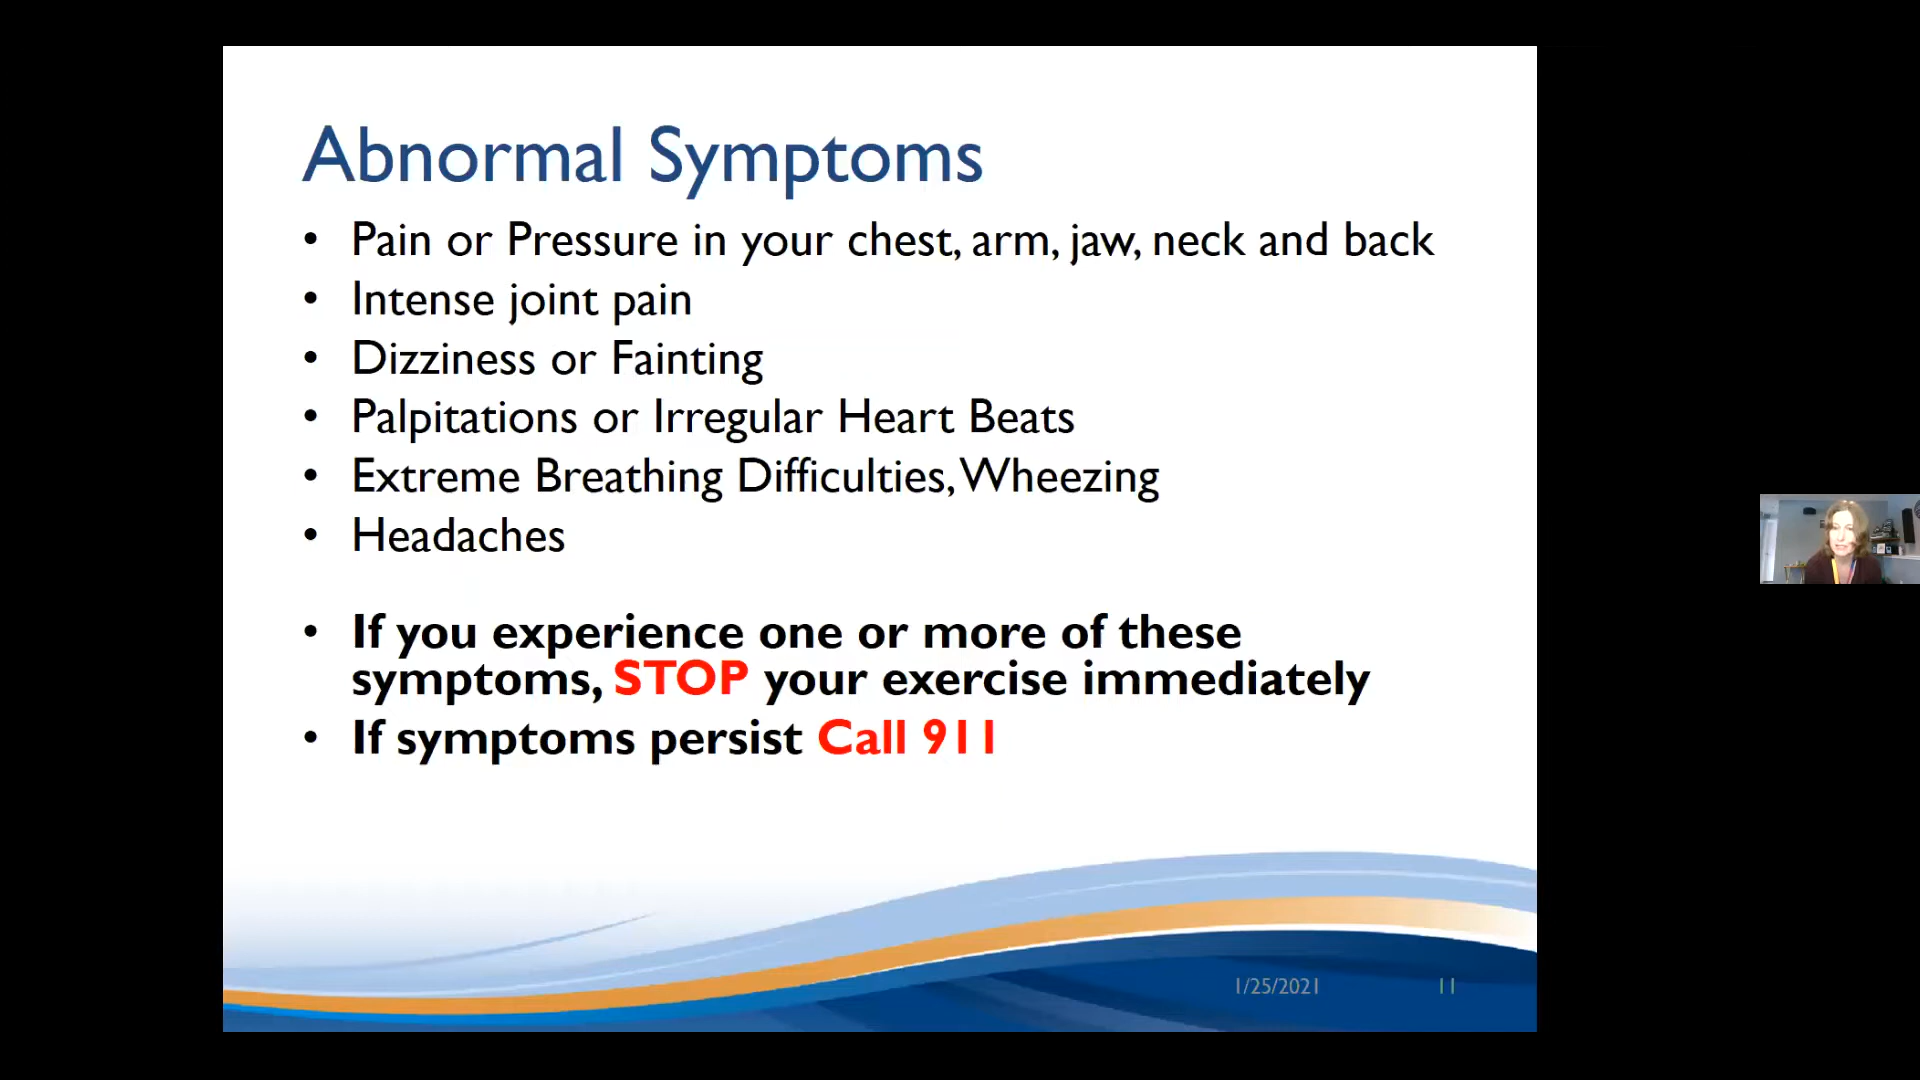 Abnormal Symptoms
• Pain or Pressure in your chest, arm, jaw, neck and back
• Intense joint pain
• Dizziness or Fainting
• Palpitations or Irregular Heart Beats
• Extreme Breathing Difficulties, Wheezing
• Headaches
• If you experience one or more of these
symptoms, STOP your exercise immediately
• If symptoms persist Call 911
1/25/2021
11